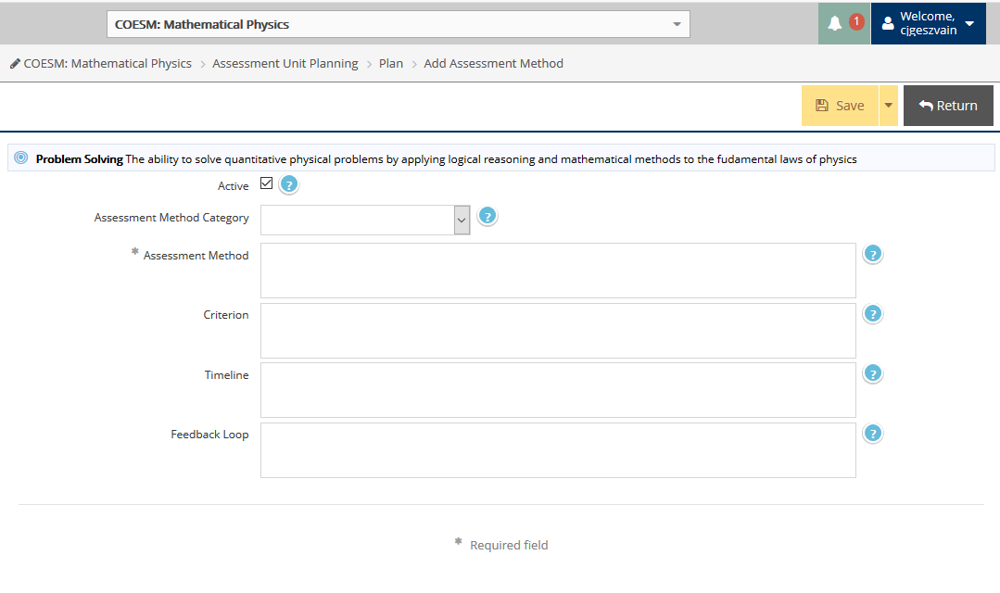 COESM: Mathematical Physics
1
Welcome,
cjgeszvain
COESM: Mathematical Physics > Assessment Unit Planning > Plan > Add Assessment Method
Save
Return
Problem Solving The ability to solve quantitative physical problems by applying logical reasoning and mathematical methods to the fudamental laws of physics
Active ?
Assessment Method Category ?
* Assessment Method ?
Criterion ?
Timeline ?
Feedback Loop ?
* Required field